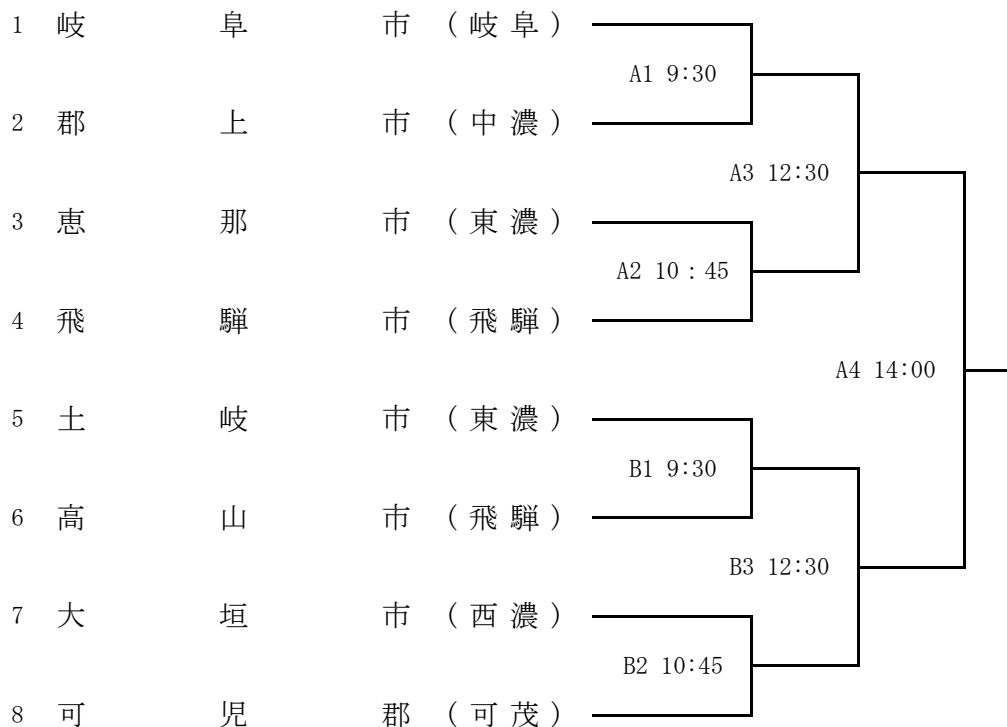 1 岐阜市（岐阜）
A1 9:30
2 郡上市（中濃）
A3 12:30
3 恵那市（東濃）
A2 10：45
4 飛騨市（飛騨）
A4 14:00
5 土岐市（東濃）
B1 9:30
6 高山市（飛騨）
B3 12:30
7 大垣市（西濃）
B2 10:45
8 可児郡（可茂）